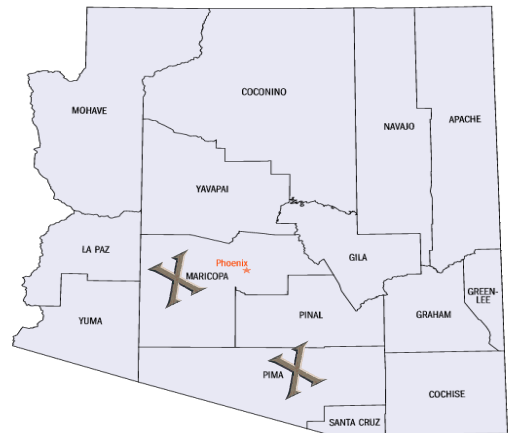 COCONINO
MOHAVE
NAVAJO
APACHE
YAVAPAI
LA PAZ
GILA
Phoenix
MARICOPA
GREEN-
LEE
YUMA
PINAL
GRAHAM
PIMA
COCHISE
SANTA CRUZ
X
X